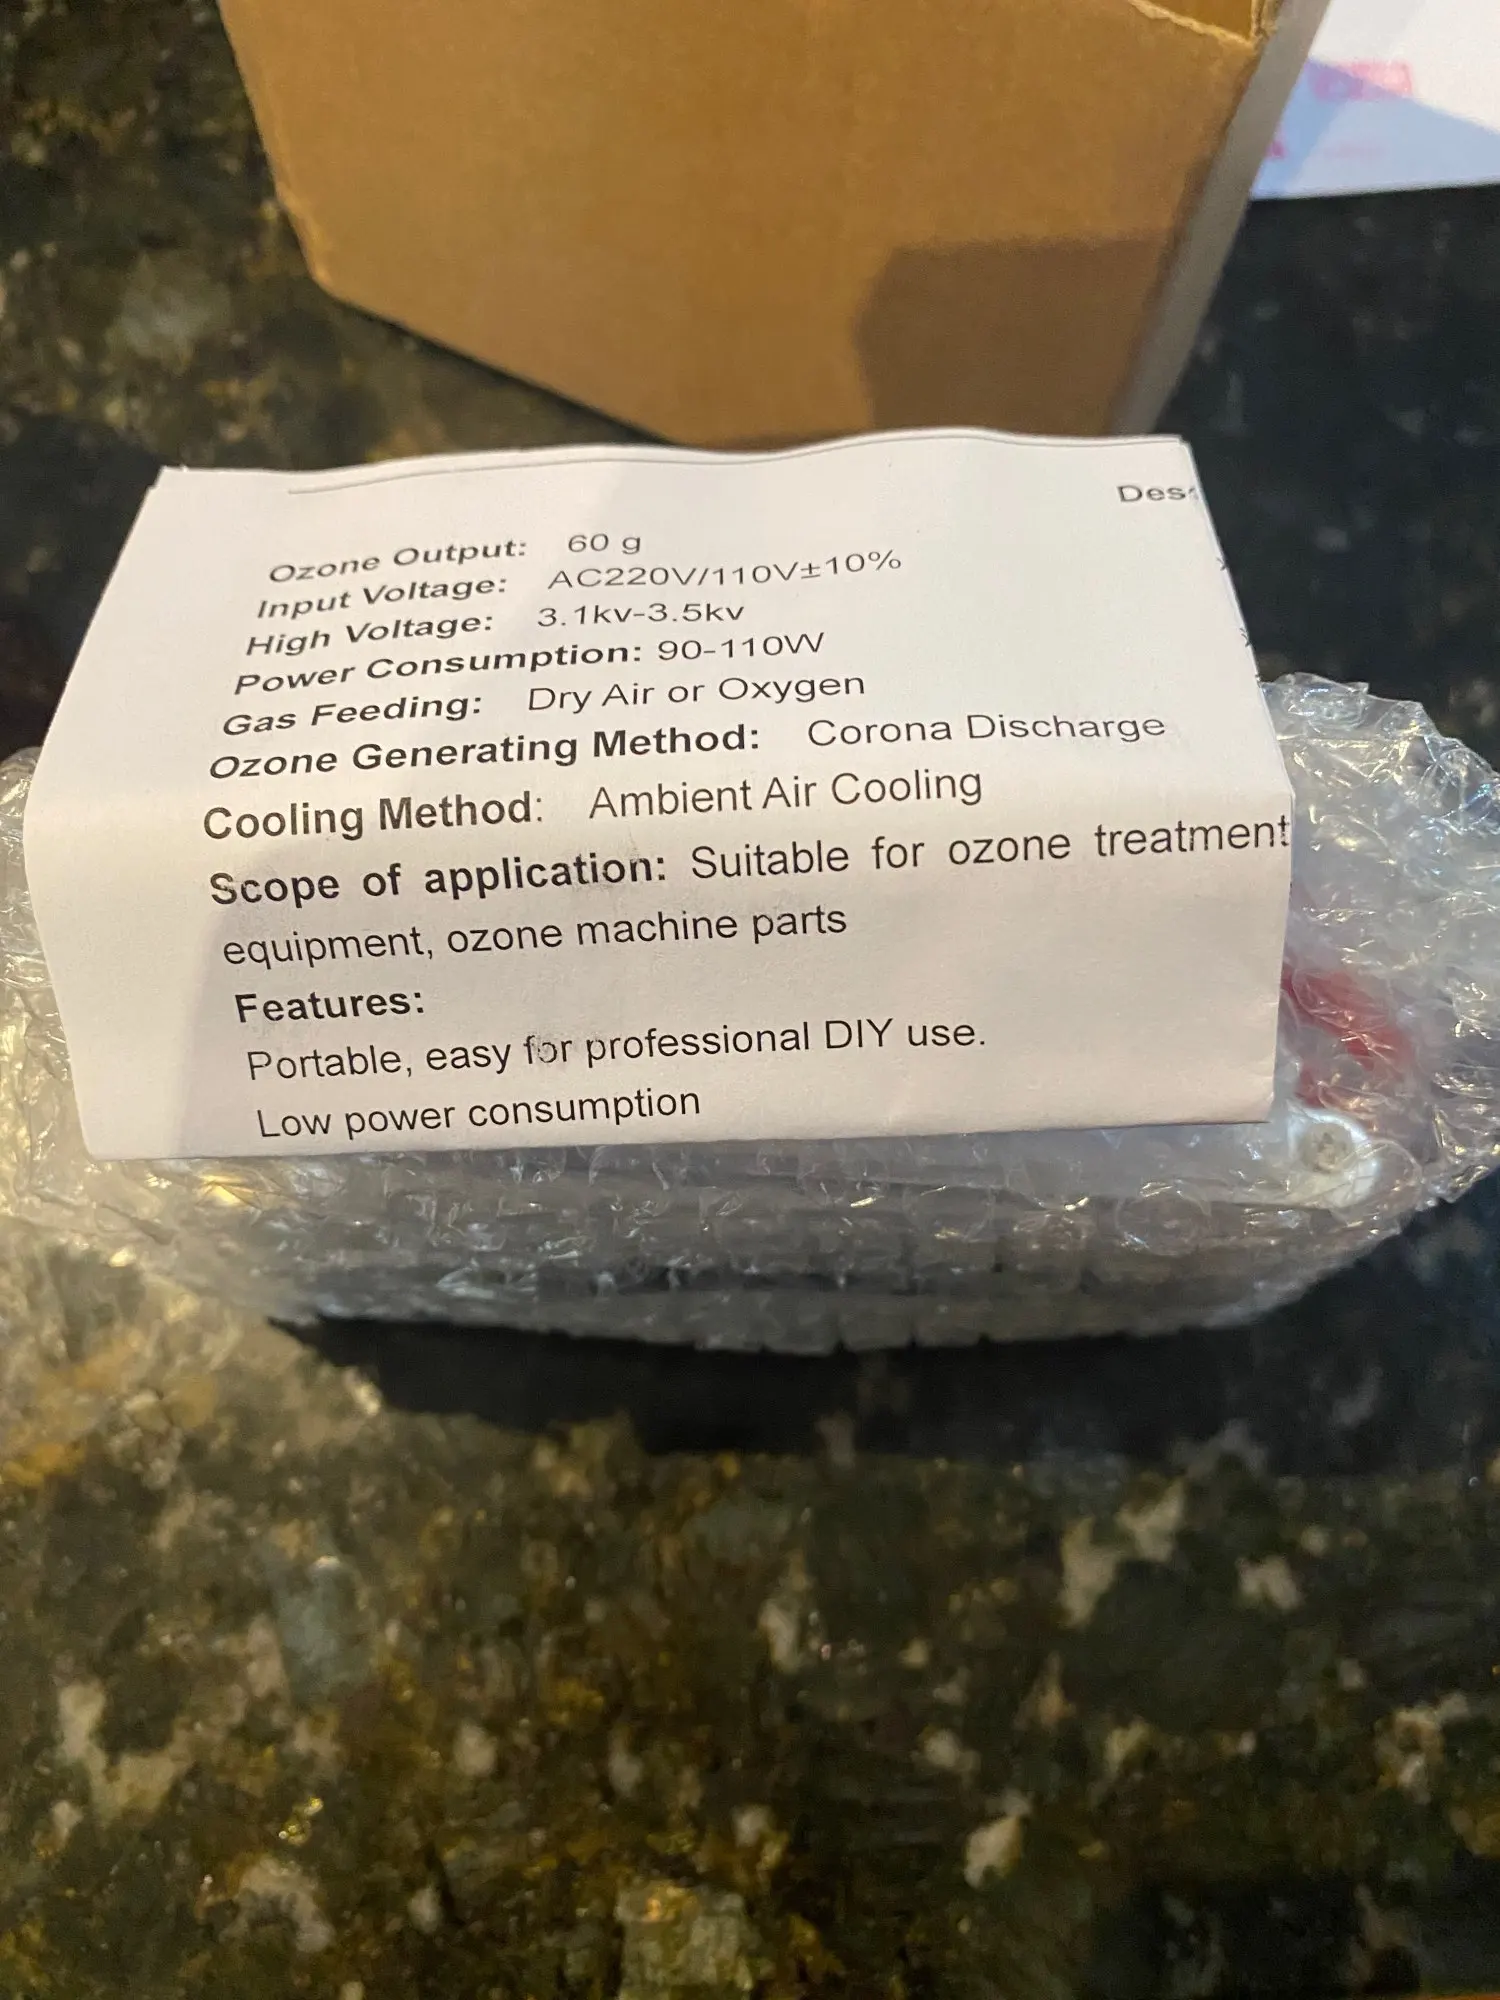 Ozone Output: 60 g
Input Voltage: AC220V/110V±10%
High Voltage: 3.1kv-3.5kv
Power Consumption: 90-110W
Gas Feeding: Dry Air or Oxygen
Ozone Generating Method: Corona Discharge
Cooling Method: Ambient Air Cooling
Scope of application: Suitable for ozone treatment
equipment, ozone machine parts
Features:
Portable, easy for professional DIY use.
Low power consumption